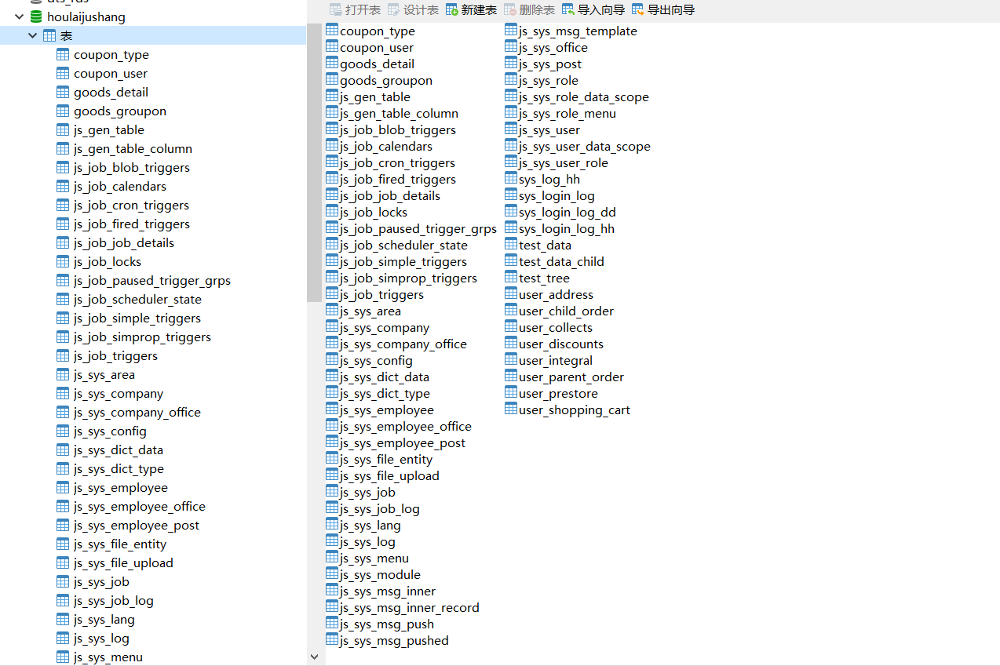 houlaijushang
表
coupon_type
coupon_user
goods_detail
goods_groupon
js_gen_table
js_gen_table_column
js_job_blob_triggers
js_job_calendars
js_job_cron_triggers
js_job_fired_triggers
js_job_job_details
js_job_locks
js_job_paused_trigger_grps
js_job_scheduler_state
js_job_simple_triggers
js_job_simprop_triggers
js_job_triggers
js_sys_area
js_sys_company
js_sys_company_office
js_sys_config
js_sys_dict_data
js_sys_dict_type
js_sys_employee
js_sys_employee_office
js_sys_employee_post
js_sys_file_entity
js_sys_file_upload
js_sys_job
js_sys_job_log
js_sys_lang
js_sys_log
js_sys_menu
打开表 设计表 新建表 删除表 导入向导 导出向导
coupon_type
coupon_user
goods_detail
goods_groupon
js_gen_table
js_gen_table_column
js_job_blob_triggers
js_job_calendars
js_job_cron_triggers
js_job_fired_triggers
js_job_job_details
js_job_locks
js_job_paused_trigger_grps
js_job_scheduler_state
js_job_simple_triggers
js_job_simprop_triggers
js_job_triggers
js_sys_area
js_sys_company
js_sys_company_office
js_sys_config
js_sys_dict_data
js_sys_dict_type
js_sys_employee
js_sys_employee_office
js_sys_employee_post
js_sys_file_entity
js_sys_file_upload
js_sys_job
js_sys_job_log
js_sys_lang
js_sys_log
js_sys_menu
js_sys_module
js_sys_msg_inner
js_sys_msg_inner_record
js_sys_msg_push
js_sys_msg_pushed
js_sys_msg_template
js_sys_office
js_sys_post
js_sys_role
js_sys_role_data_scope
js_sys_role_menu
js_sys_user
js_sys_user_data_scope
js_sys_user_role
sys_log_hh
sys_login_log
sys_login_log_dd
sys_login_log_hh
test_data
test_data_child
test_tree
user_address
user_child_order
user_collects
user_discounts
user_integral
user_parent_order
user_prestore
user_shopping_cart